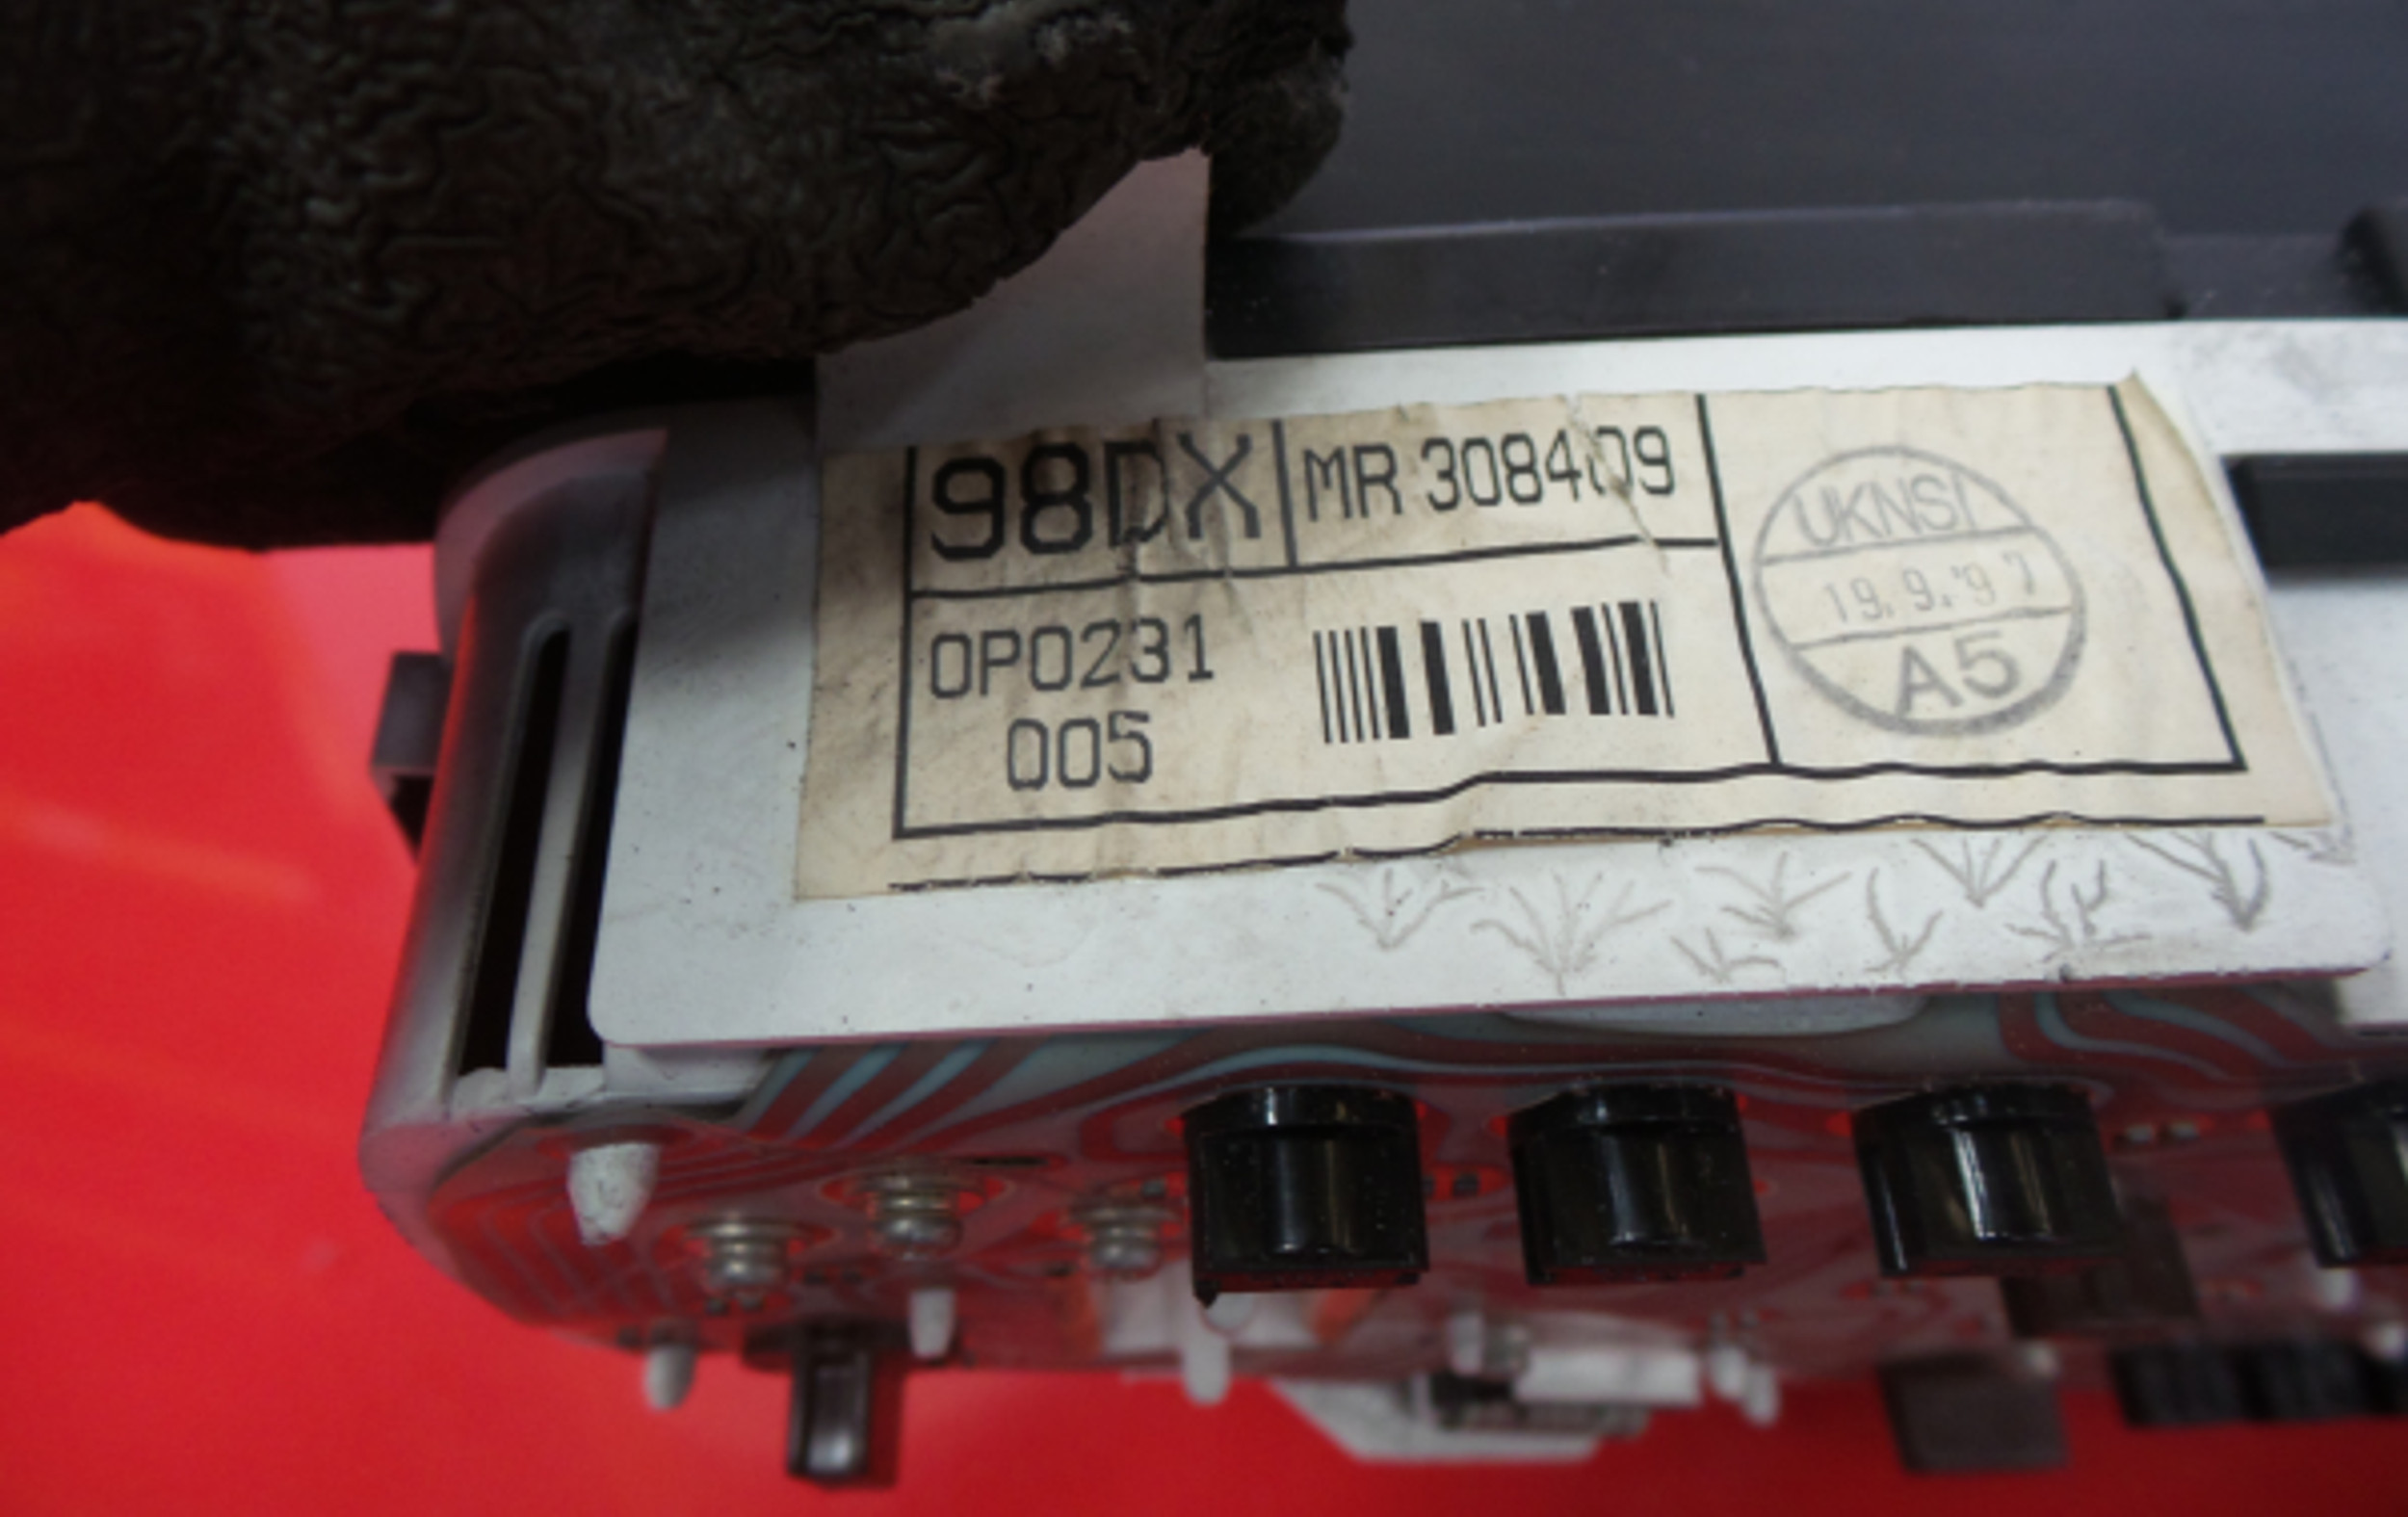 98DX
MR 308409
0P0231
005
UKNSI
19.9.'97
A5